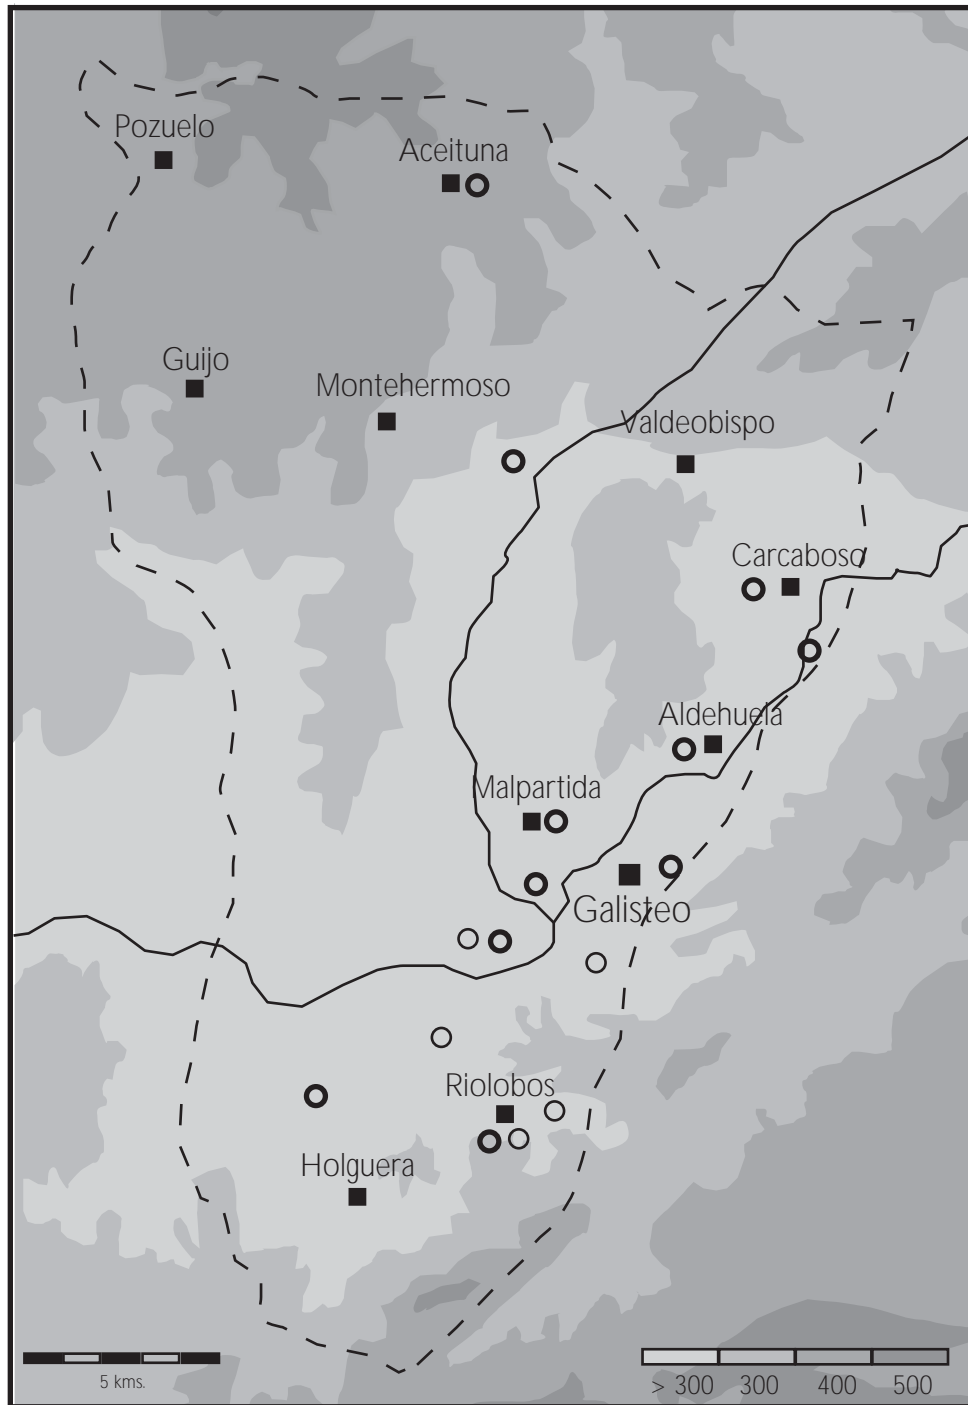 Pozuelo
Aceituna
Guijo
Montehermoso
Valdeobispo
Carcaboso
Aldehuela
Malpartida
Galisteo
Riolobos
Holguera
5 kms.
> 300 300 400 500